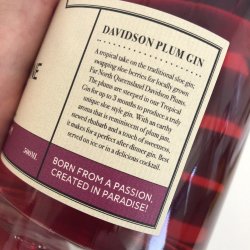 DAVIDSON PLUM GIN
A tropical take on the traditional sloe gin,
swapping sloe berries for locally grown
Far North Queensland Davidson Plums.
The plums are steeped in our Tropical
Gin for up to 3 months to produce a truly
unique sloe style gin. With an earthy
aroma that is reminiscent of plum jam,
stewed rhubarb and a touch of sweetness,
it makes for a perfect after dinner gin. Best
served on ice or in a delicious cocktail.
500ML
BORN FROM A PASSION,
CREATED IN PARADISE!